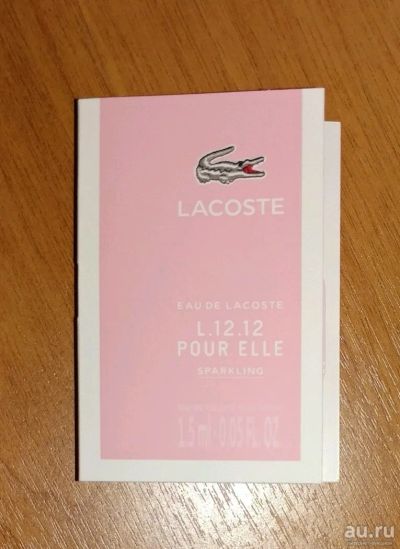 LACOSTE
EAU DE LACOSTE
L.12.12
POUR ELLE
SPARKLING
1.5 ml · 0.05 FL. OZ.
au.ru